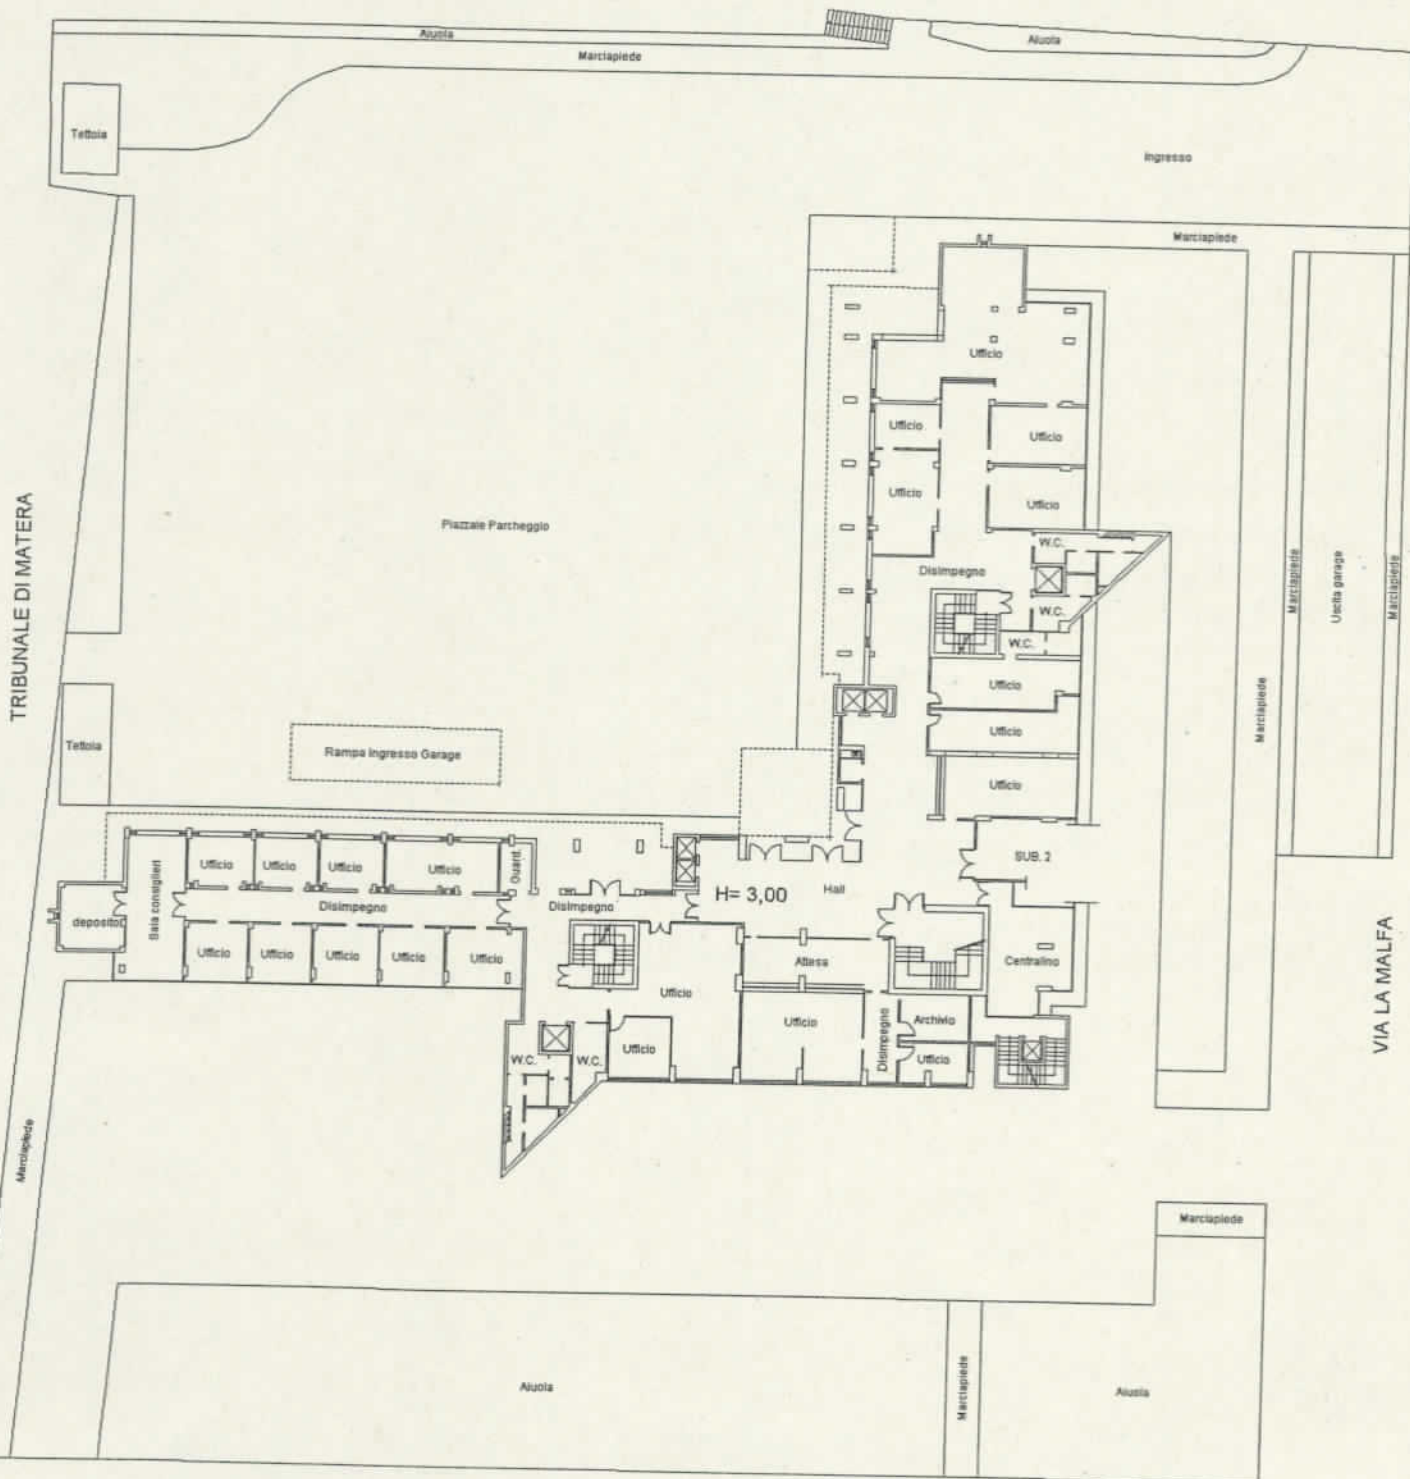 Aiuola
Aiuola
Marciapiede
Tettoia
Ingresso
Marciapiede
Ufficio
Ufficio
Ufficio
Ufficio
Ufficio
TRIBUNALE DI MATERA
Piazzale Parcheggio
W.C.
Disimpegno
W.C.
W.C.
Marciapiede
Uscita garage
Marciapiede
Ufficio
Marciapiede
Ufficio
Tettoia
Rampa Ingresso Garage
Ufficio
Ufficio
Ufficio
Ufficio
Ufficio
Guard.
SUB. 2
Sala consiglieri
deposito
Disimpegno
Disimpegno
H= 3,00
Hall
Ufficio
Ufficio
Ufficio
Ufficio
Ufficio
Attesa
Centralino
VIA LA MALFA
Ufficio
Ufficio
Disimpegno
Archivio
Ufficio
W.C.
W.C.
Ufficio
Marciapiede
Marciapiede
Aiuola
Marciapiede
Aiuola